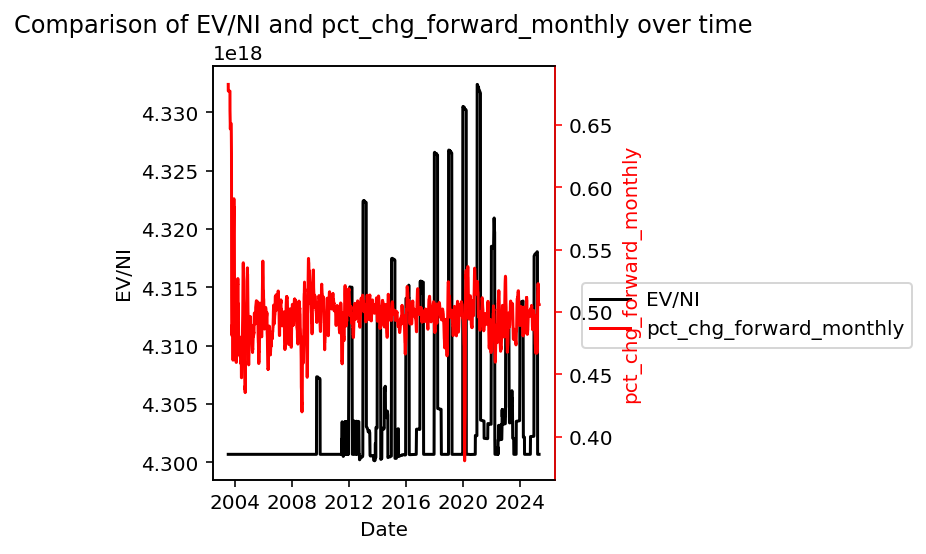 Comparison of EV/NI and pct_chg_forward_monthly over time
1e18
4.330
4.325
4.320
4.315
4.310
4.305
4.300
EV/NI
0.65
0.60
0.55
0.50
0.45
0.40
pct_chg_forward_monthly
EV/NI
pct_chg_forward_monthly
2004 2008 2012 2016 2020 2024
Date